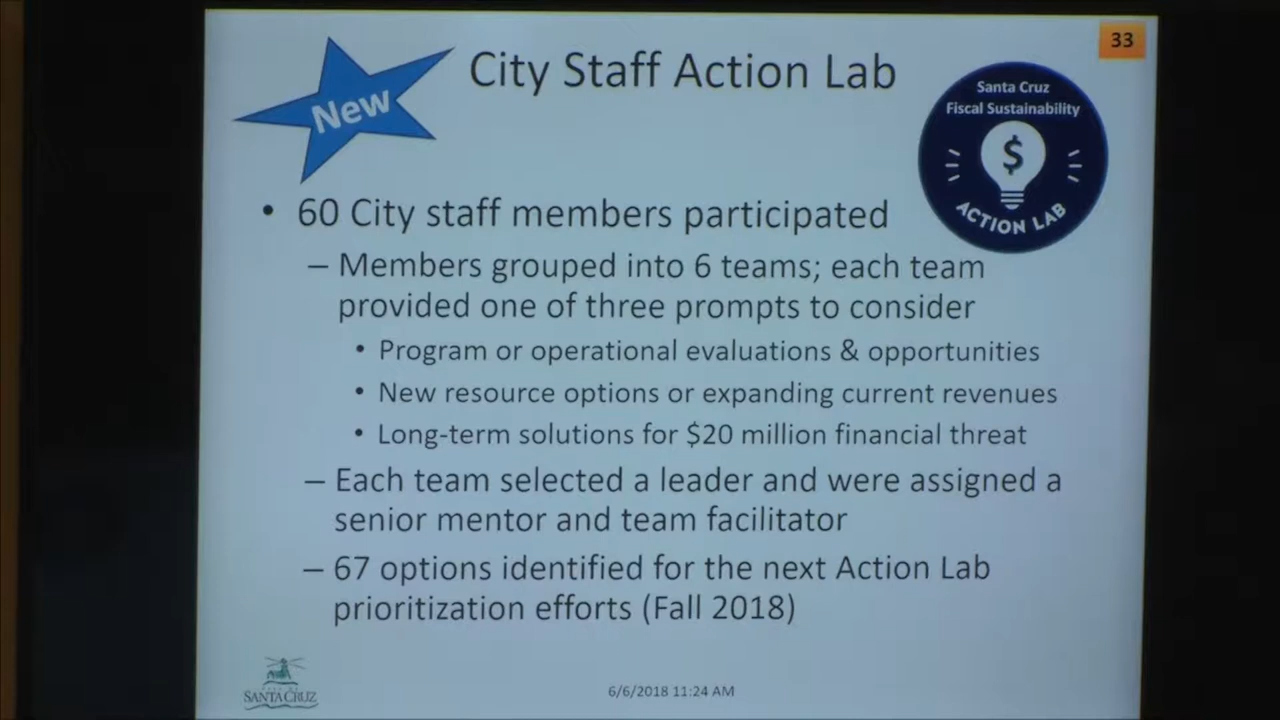 33
City Staff Action Lab
New
Santa Cruz
Fiscal Sustainability
$
ACTION LAB
• 60 City staff members participated
– Members grouped into 6 teams; each team
provided one of three prompts to consider
• Program or operational evaluations & opportunities
• New resource options or expanding current revenues
• Long-term solutions for $20 million financial threat
– Each team selected a leader and were assigned a
senior mentor and team facilitator
– 67 options identified for the next Action Lab
prioritization efforts (Fall 2018)
SANTA CRUZ
6/6/2018 11:24 AM